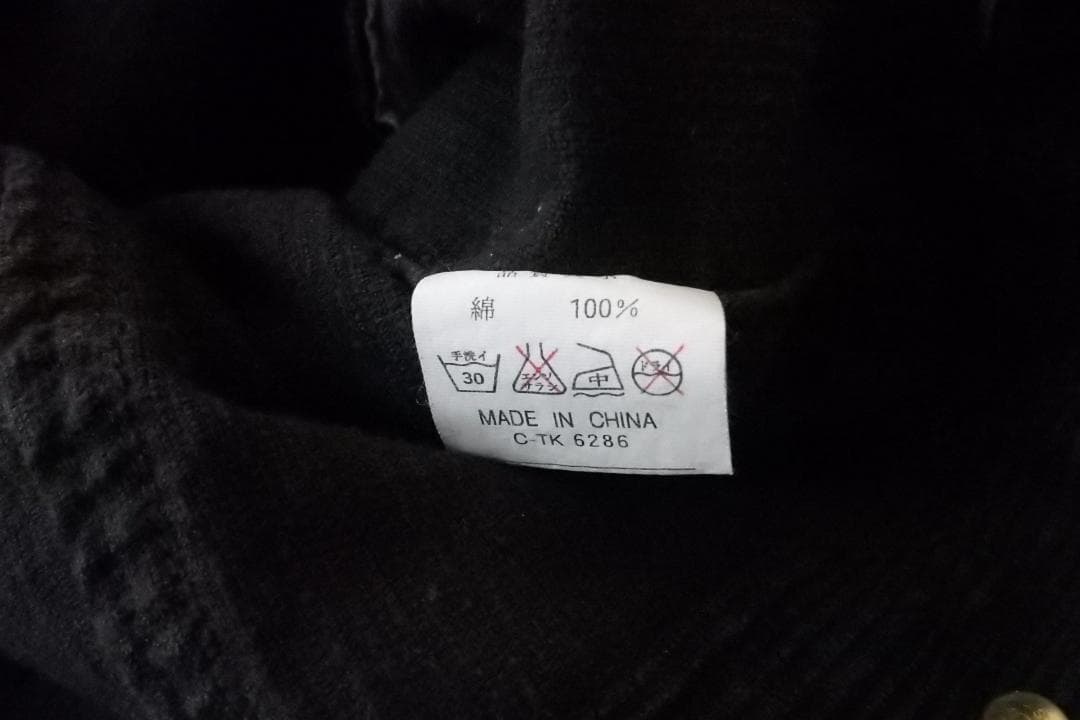 綿 100%
手洗イ エンソ 中 ドライ
30 サラシ
MADE IN CHINA
C-TK 6286